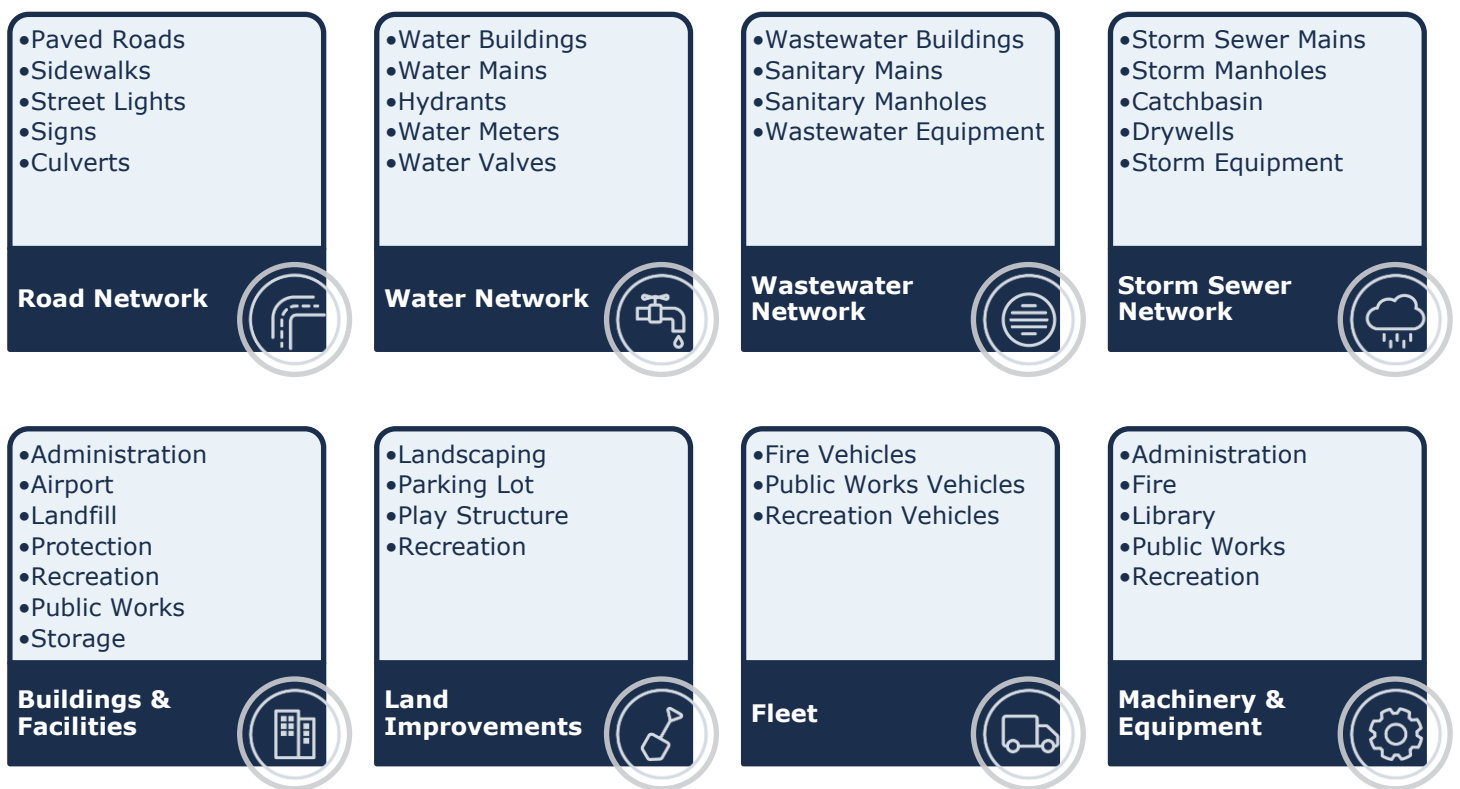 •Paved Roads
•Sidewalks
•Street Lights
•Signs
•Culverts
Road Network
•Water Buildings
•Water Mains
•Hydrants
•Water Meters
•Water Valves
Water Network
•Wastewater Buildings
•Sanitary Mains
•Sanitary Manholes
•Wastewater Equipment
Wastewater
Network
•Storm Sewer Mains
•Storm Manholes
•Catchbasin
•Drywells
•Storm Equipment
Storm Sewer
Network
•Administration
•Airport
•Landfill
•Protection
•Recreation
•Public Works
•Storage
Buildings &
Facilities
•Landscaping
•Parking Lot
•Play Structure
•Recreation
Land
Improvements
•Fire Vehicles
•Public Works Vehicles
•Recreation Vehicles
Fleet
•Administration
•Fire
•Library
•Public Works
•Recreation
Machinery &
Equipment